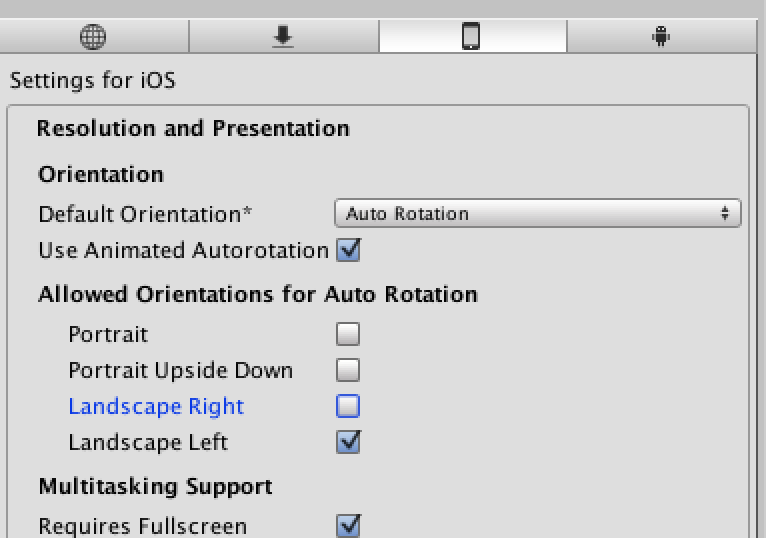 Settings for iOS
Resolution and Presentation
Orientation
Default Orientation* Auto Rotation
Use Animated Autorotation
Allowed Orientations for Auto Rotation
Portrait
Portrait Upside Down
Landscape Right
Landscape Left
Multitasking Support
Requires Fullscreen